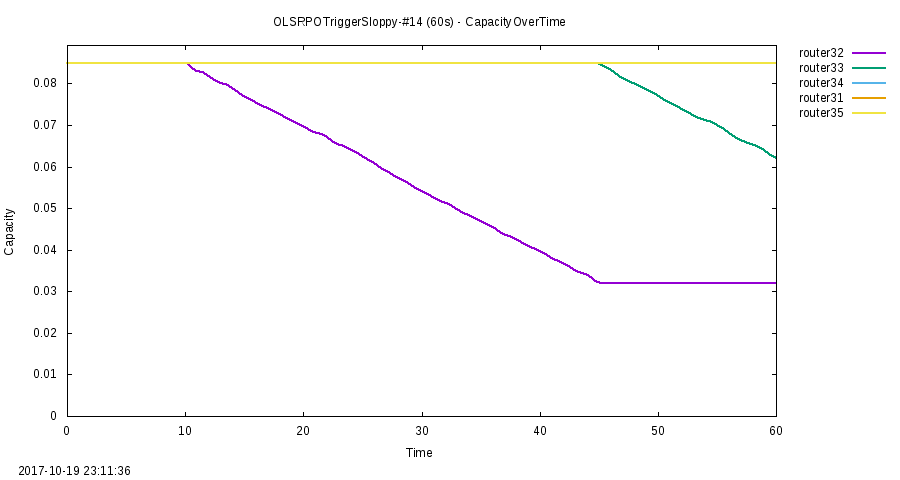 OLSRPOTriggerSloppy-#14 (60s) - CapacityOverTime
router32
router33
router34
router31
router35
0.08
0.07
0.06
0.05
0.04
0.03
0.02
0.01
0
Capacity
0 10 20 30 40 50 60
Time
2017-10-19 23:11:36